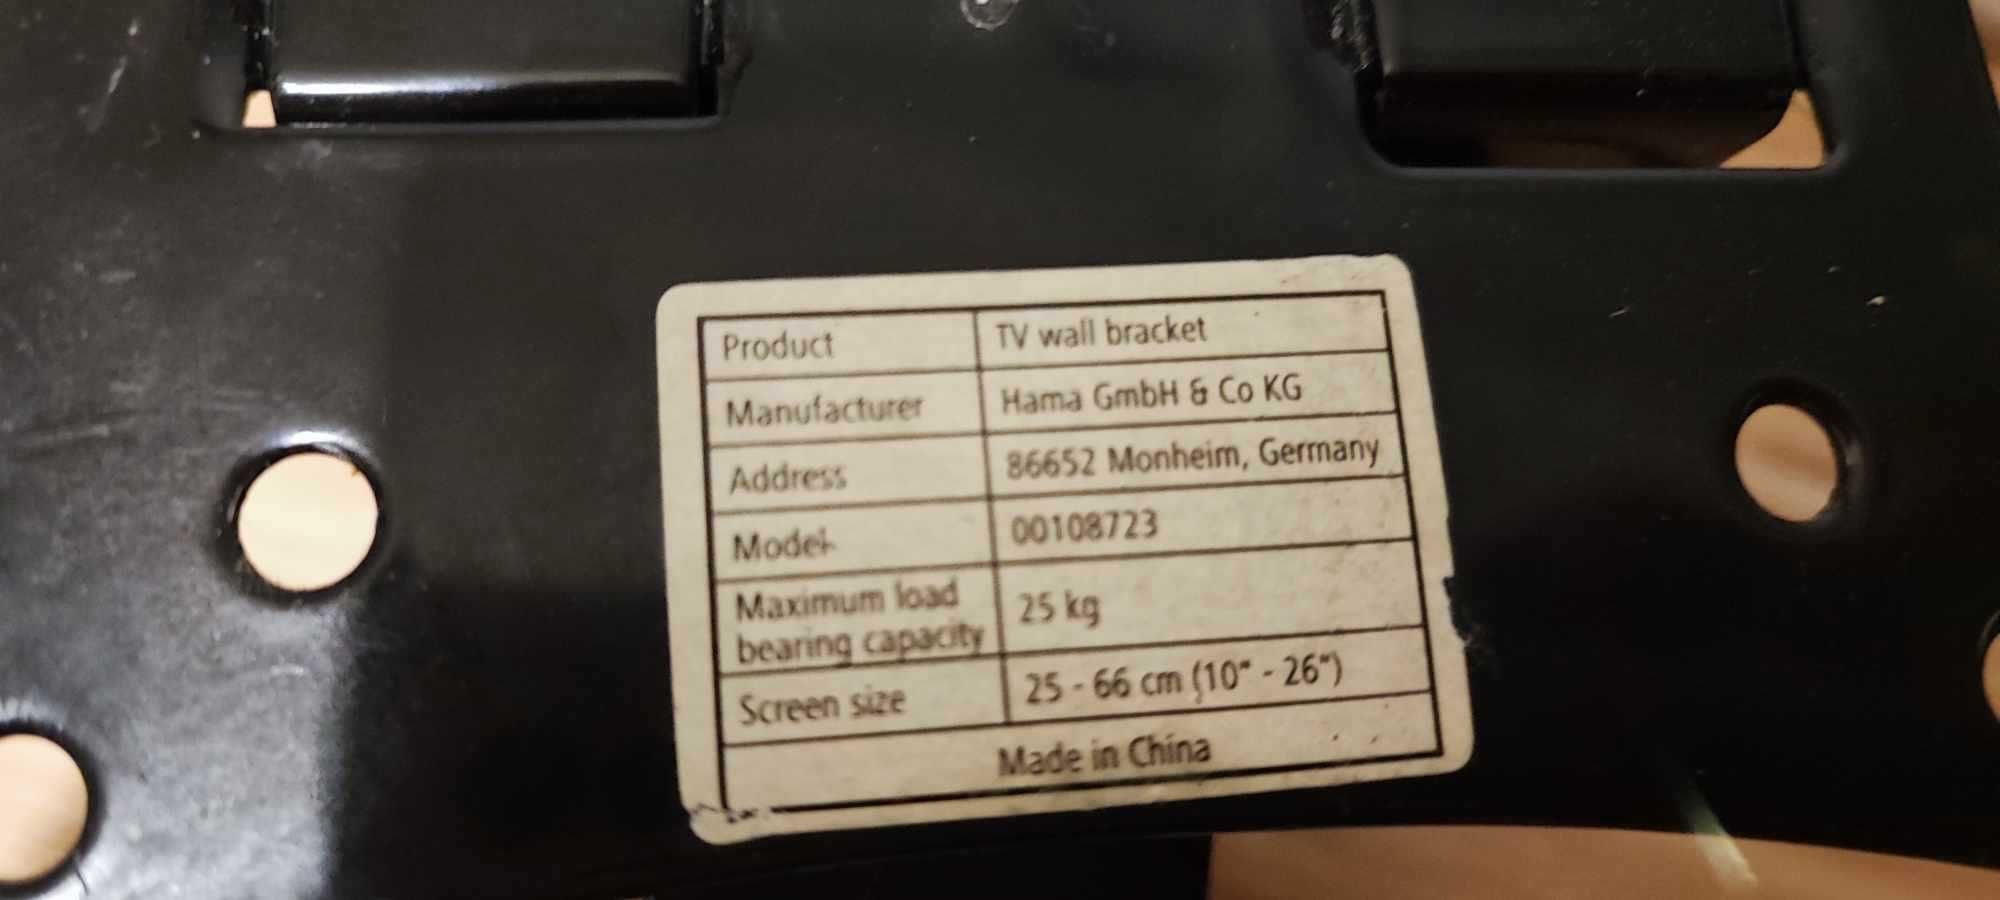 Product TV wall bracket
Manufacturer Hama GmbH & Co KG
Address 86652 Monheim, Germany
Model 00108723
Maximum load
bearing capacity 25 kg
Screen size 25 - 66 cm (10" - 26")
Made in China